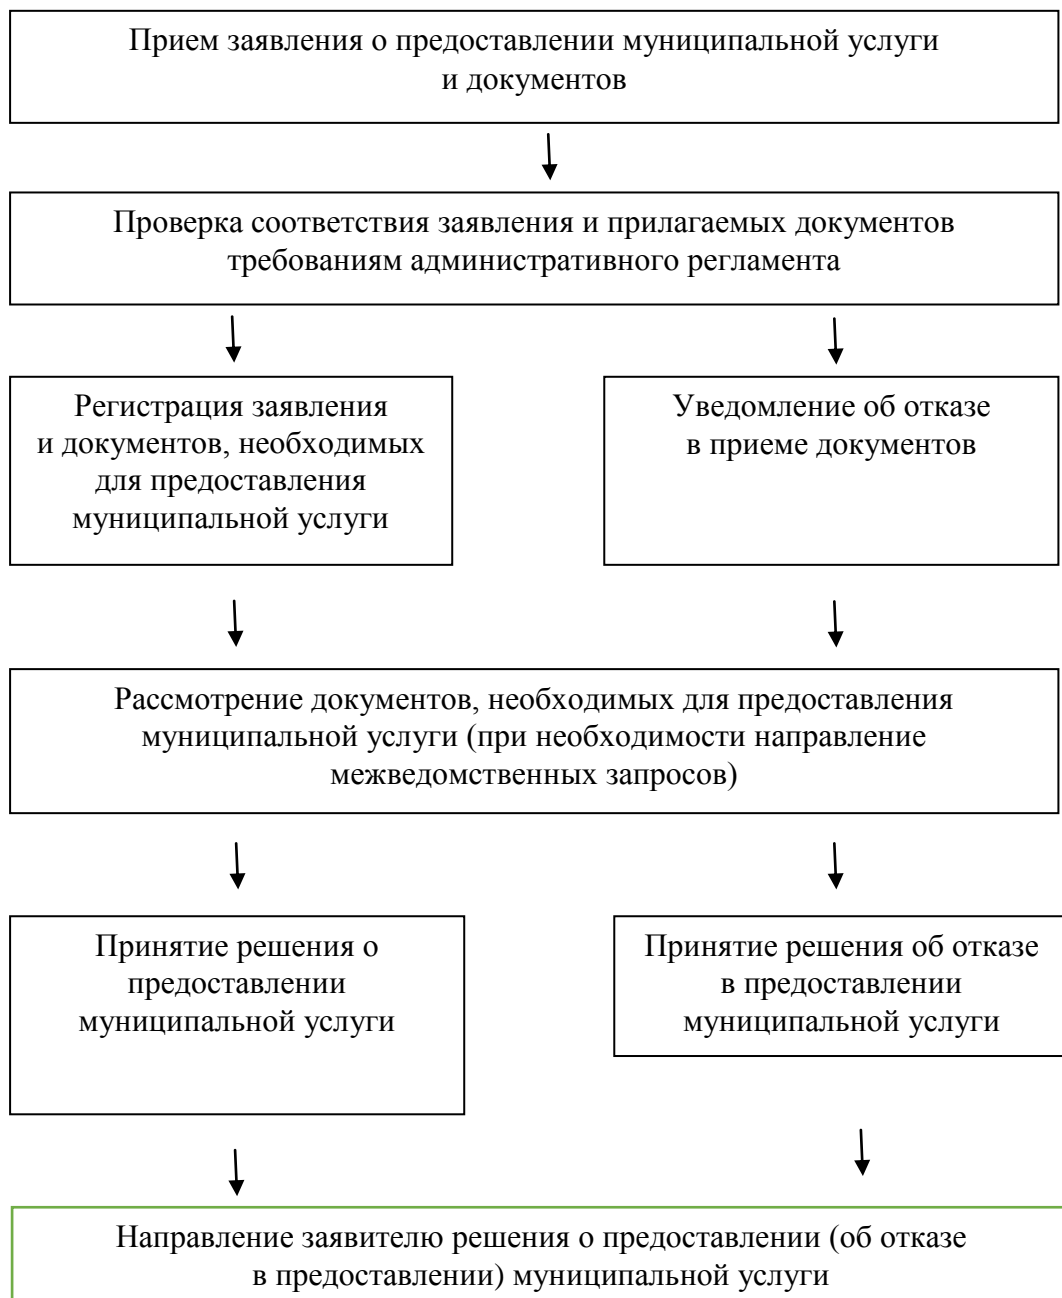 Прием заявления о предоставлении муниципальной услуги
и документов
Проверка соответствия заявления и прилагаемых документов
требованиям административного регламента
Регистрация заявления
и документов, необходимых
для предоставления
муниципальной услуги
Уведомление об отказе
в приеме документов
Рассмотрение документов, необходимых для предоставления
муниципальной услуги (при необходимости направление
межведомственных запросов)
Принятие решения о
предоставлении
муниципальной услуги
Принятие решения об отказе
в предоставлении
муниципальной услуги
Направление заявителю решения о предоставлении (об отказе
в предоставлении) муниципальной услуги